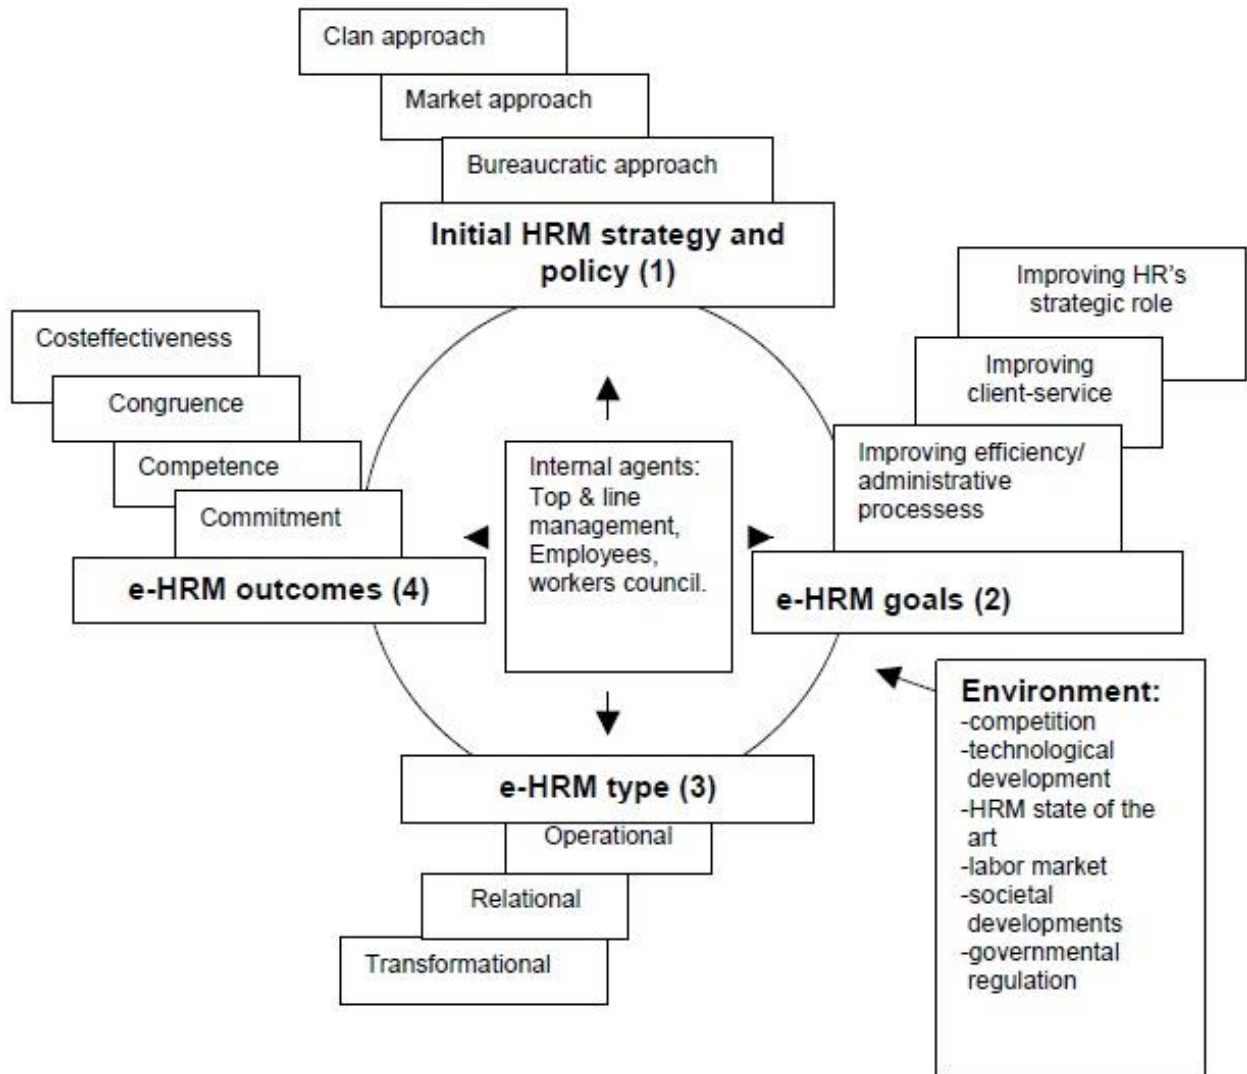 Clan approach
Market approach
Bureaucratic approach
Initial HRM strategy and
policy (1)
Improving HR's
strategic role
Improving
client-service
Improving efficiency/
administrative
processess
e-HRM goals (2)
Costeffectiveness
Congruence
Competence
Commitment
e-HRM outcomes (4)
Internal agents:
Top & line
management,
Employees,
workers council.
e-HRM type (3)
Operational
Relational
Transformational
Environment:
-competition
-technological
development
-HRM state of the
art
-labor market
-societal
developments
-governmental
regulation